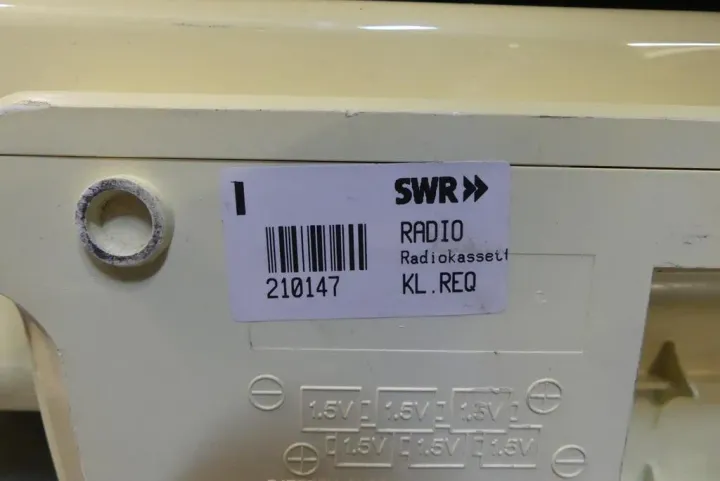 SWR
RADIO
Radiokassett
210147
KL.REQ
1.5V 1.5V 1.5V
1.5V 1.5V 1.5V